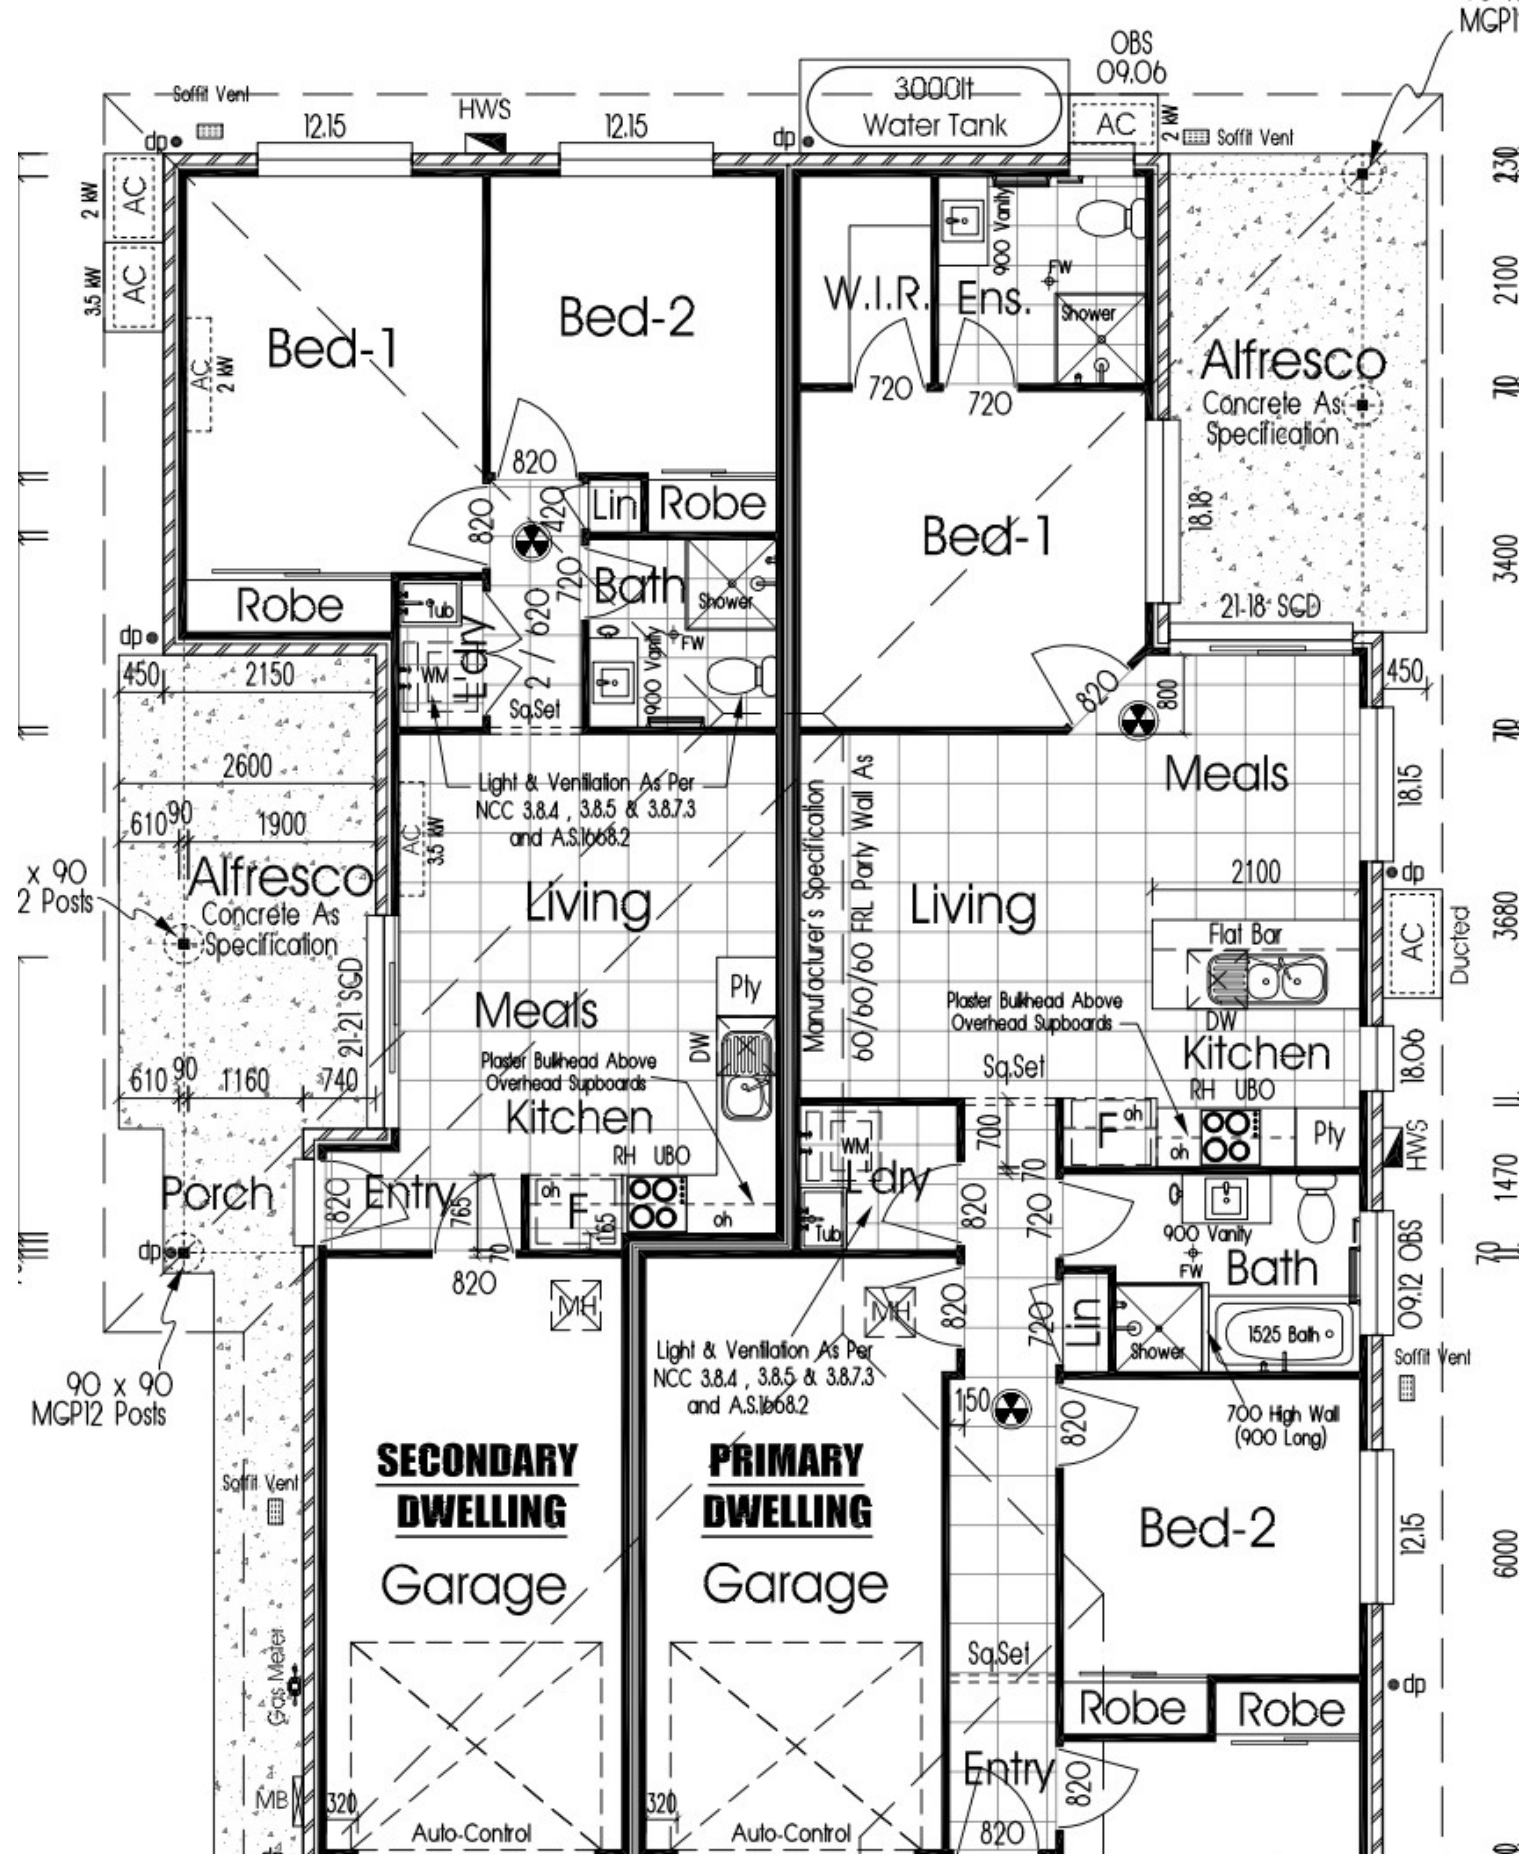 MGP1
OBS
09.06
3000lt
Water Tank
AC
2 kW
Soffit Vent
dp
12.15
HWS
12.15
dp
Soffit Vent
230
2 kW
AC
3.5 kW
AC
AC
2 kW
Bed-1
Bed-2
W.I.R.
Ens.
900 Vanity
FW
Shower
720
720
Alfresco
Concrete As
Specification
2100
70
820
Lin
Robe
820
420
Bed-1
18.18
3400
Robe
Tub
L'dry
WM
2 / 620
720
Bath
Shower
FW
900 Vanity
Sq.Set
21-18 SGD
dp
450
2150
820
800
450
70
2600
Light & Ventilation As Per
NCC 3.8.4 , 3.8.5 & 3.8.7.3
and A.S.1668.2
Meals
18.15
610
90
1900
AC
3.5 kW
Manufacturer's Specification
60/60/60 FRL Party Wall As
2100
dp
x 90
2 Posts
Alfresco
Concrete As
Specification
Living
Living
Flat Bar
AC
Ducted
3680
21-21 SGD
Meals
Pty
DW
Plaster Bulkhead Above
Overhead Supboards
DW
Plaster Bulkhead Above
Overhead Supboards
Kitchen
18.06
610
90
1160
740
Kitchen
Sq.Set
RH UBO
RH UBO
F
oh
oh
Pty
HWS
WM
L'dry
Tub
700
70
Porch
820
Entry
765
oh
F
165
oh
820
720
900 Vanity
FW
Bath
1470
dp
70
820
09.12 OBS
70
MH
MH
820
720
Lin
Shower
1525 Bath
Soffit Vent
90 x 90
MGP12 Posts
Light & Ventilation As Per
NCC 3.8.4 , 3.8.5 & 3.8.7.3
and A.S.1668.2
150
820
700 High Wall
(900 Long)
SECONDARY
DWELLING
PRIMARY
DWELLING
Soffit Vent
Bed-2
12.15
Garage
Garage
6000
Gas Meter
Sq.Set
Robe
Robe
dp
Entry
820
MB
320
320
Auto-Control
Auto-Control
820